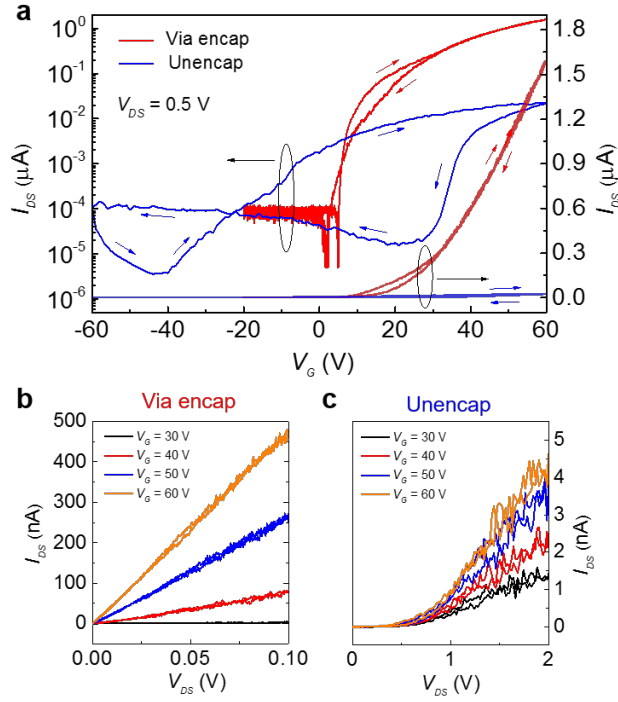 a
Via encap
Unencap
V_DS = 0.5 V
10^0
10^-1
10^-2
10^-3
10^-4
10^-5
10^-6
I_DS (µA)
1.8
1.5
1.2
0.9
0.6
0.3
0.0
I_DS (µA)
-60 -40 -20 0 20 40 60
V_G (V)
b Via encap
V_G = 30 V
V_G = 40 V
V_G = 50 V
V_G = 60 V
500
400
300
200
100
0
I_DS (nA)
0.00 0.05 0.10
V_DS (V)
c Unencap
V_G = 30 V
V_G = 40 V
V_G = 50 V
V_G = 60 V
5
4
3
2
1
0
I_DS (nA)
0 1 2
V_DS (V)